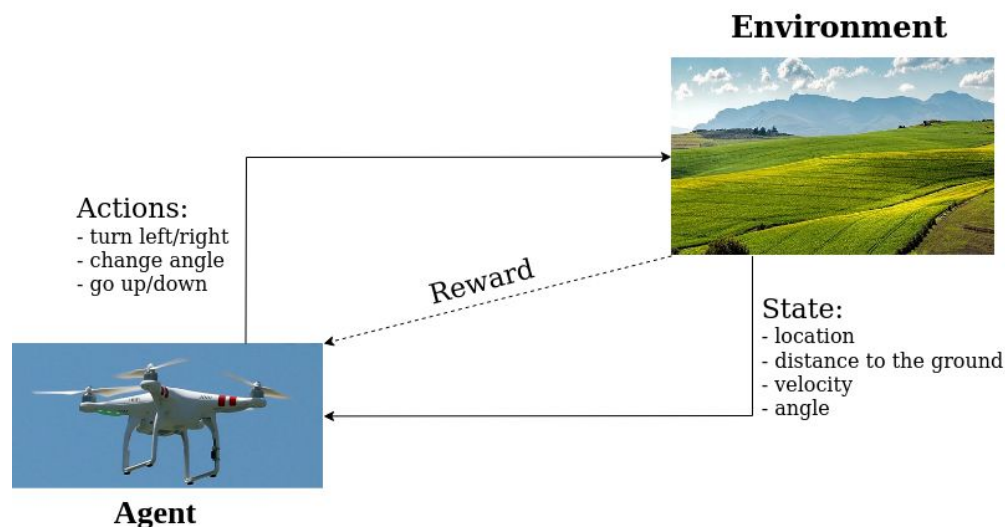 Environment
Actions:
- turn left/right
- change angle
- go up/down
Reward
State:
- location
- distance to the ground
- velocity
- angle
Agent